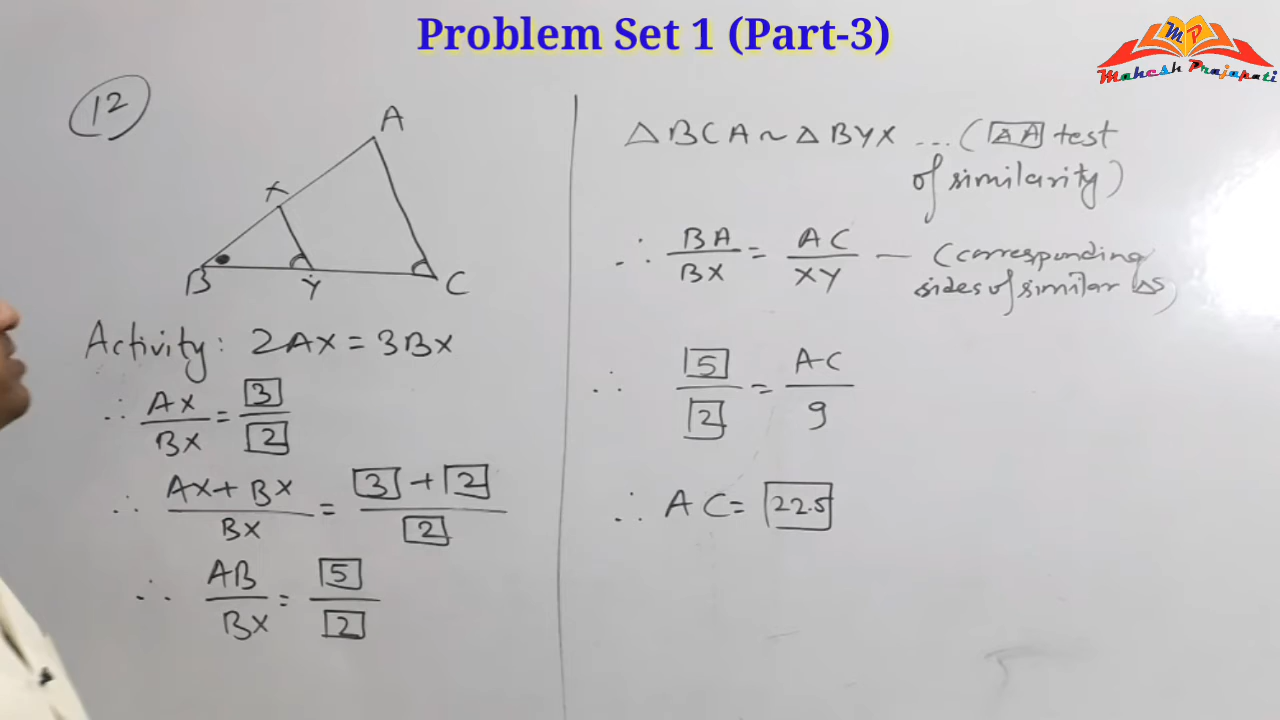 Problem Set 1 (Part-3)
MP
Mahesh Prajapati
12
A
X
B
Y
C
Activity: 2AX = 3BX
∴ AX/BX = 3/2
∴ AX + BX/BX = 3 + 2/2
∴ AB/BX = 5/2
△BCA ~ △BYX ... (AA test
of similarity)
∴ BA/BX = AC/XY — (corresponding
sides of similar △s)
∴ 5/2 = AC/9
∴ AC = 22.5